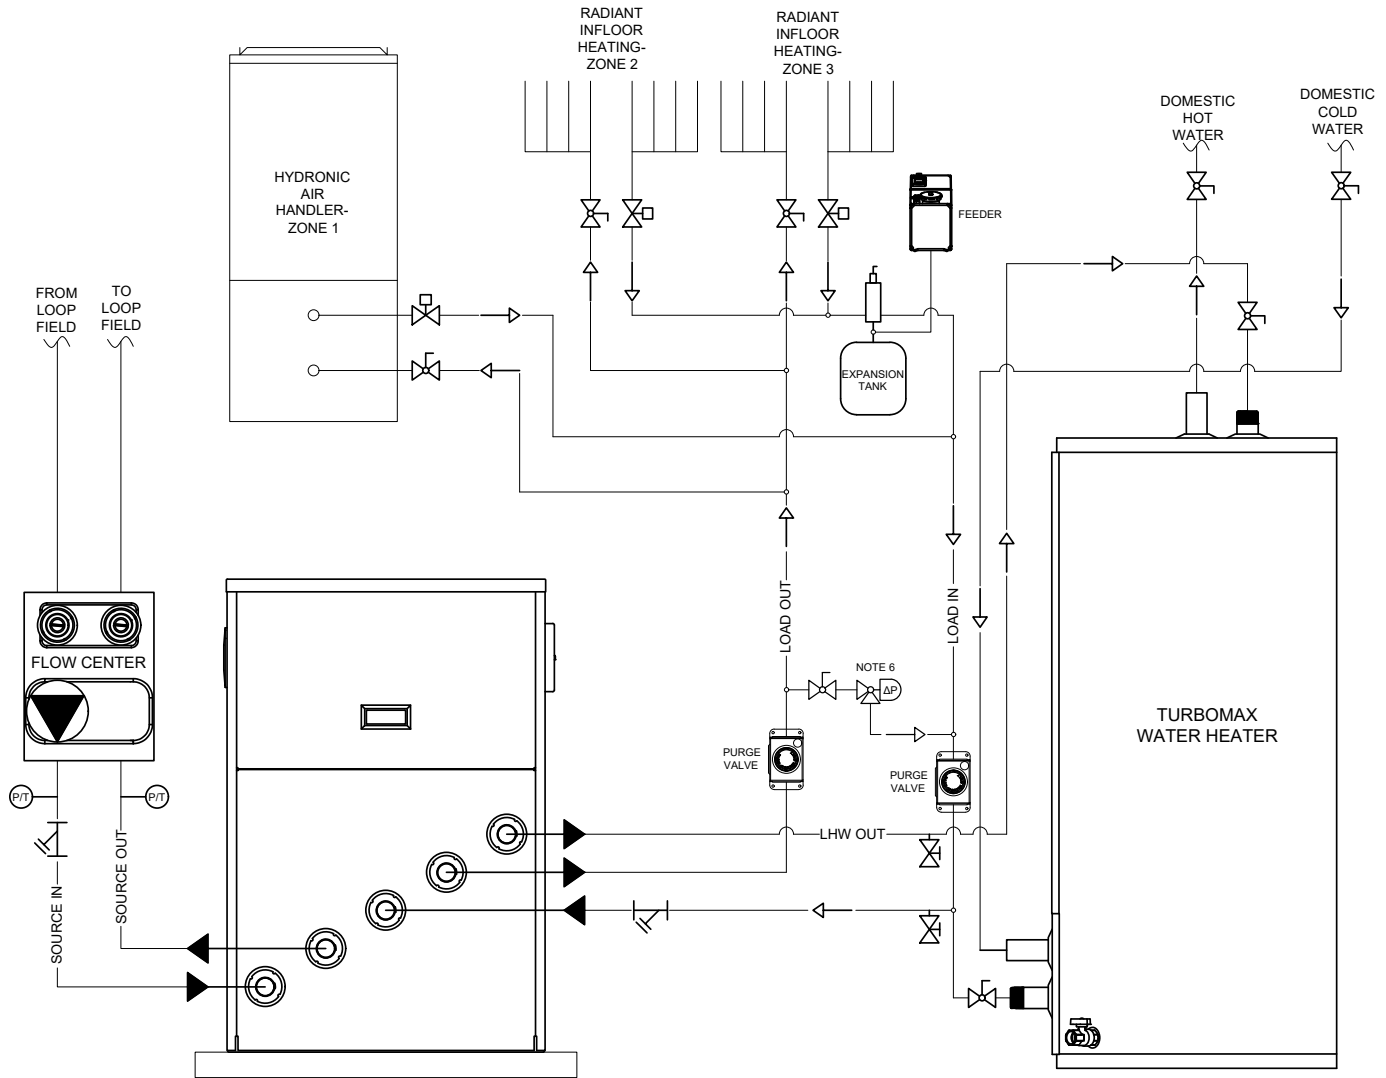 RADIANT
INFLOOR
HEATING-
ZONE 2
RADIANT
INFLOOR
HEATING-
ZONE 3
DOMESTIC
HOT
WATER
DOMESTIC
COLD
WATER
HYDRONIC
AIR
HANDLER-
ZONE 1
FEEDER
FROM
LOOP
FIELD
TO
LOOP
FIELD
EXPANSION
TANK
LOAD OUT
LOAD IN
FLOW CENTER
NOTE 6
ΔP
TURBOMAX
WATER HEATER
PURGE
VALVE
PURGE
VALVE
P/T
P/T
LHW OUT
SOURCE IN
SOURCE OUT